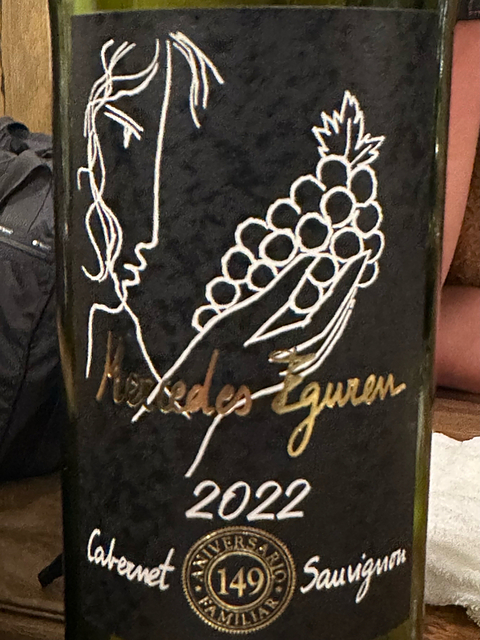 Mercedes Eguren
2022
Cabernet Sauvignon
ANIVERSARIO
149
FAMILIAR